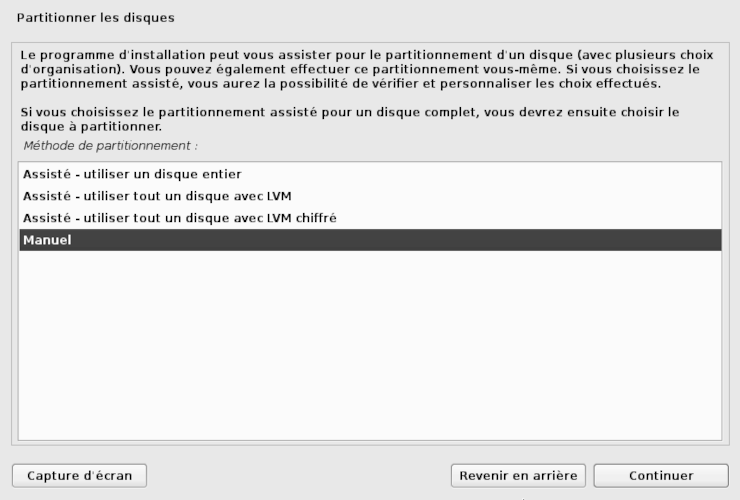 Partitionner les disques
Le programme d'installation peut vous assister pour le partitionnement d'un disque (avec plusieurs choix
d'organisation). Vous pouvez également effectuer ce partitionnement vous-même. Si vous choisissez le
partitionnement assisté, vous aurez la possibilité de vérifier et personnaliser les choix effectués.
Si vous choisissez le partitionnement assisté pour un disque complet, vous devrez ensuite choisir le
disque à partitionner.
Méthode de partitionnement :
Assisté - utiliser un disque entier
Assisté - utiliser tout un disque avec LVM
Assisté - utiliser tout un disque avec LVM chiffré
Manuel
Capture d'écran
Revenir en arrière
Continuer